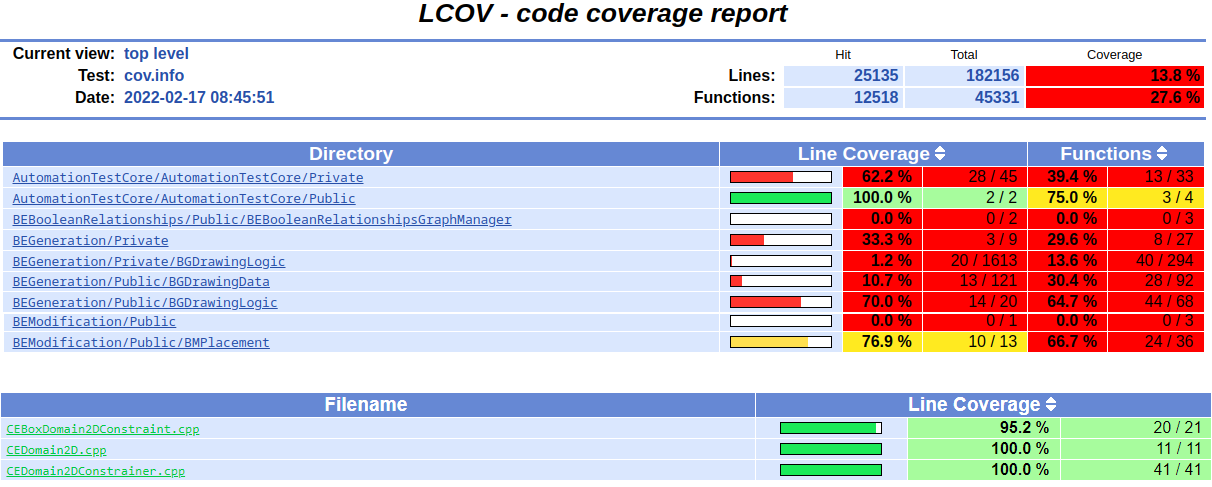 LCOV - code coverage report
Hit Total Coverage
Current view: top level
Test: cov.info Lines: 25135 182156 13.8 %
Date: 2022-02-17 08:45:51 Functions: 12518 45331 27.6 %
Directory Line Coverage Functions
AutomationTestCore/AutomationTestCore/Private 62.2 % 28 / 45 39.4 % 13 / 33
AutomationTestCore/AutomationTestCore/Public 100.0 % 2 / 2 75.0 % 3 / 4
BEBooleanRelationships/Public/BEBooleanRelationshipsGraphManager 0.0 % 0 / 2 0.0 % 0 / 3
BEGeneration/Private 33.3 % 3 / 9 29.6 % 8 / 27
BEGeneration/Private/BGDrawingLogic 1.2 % 20 / 1613 13.6 % 40 / 294
BEGeneration/Public/BGDrawingData 10.7 % 13 / 121 30.4 % 28 / 92
BEGeneration/Public/BGDrawingLogic 70.0 % 14 / 20 64.7 % 44 / 68
BEModification/Public 0.0 % 0 / 1 0.0 % 0 / 3
BEModification/Public/BMPlacement 76.9 % 10 / 13 66.7 % 24 / 36
Filename Line Coverage
CEBoxDomain2DConstraint.cpp 95.2 % 20 / 21
CEDomain2D.cpp 100.0 % 11 / 11
CEDomain2DConstrainer.cpp 100.0 % 41 / 41